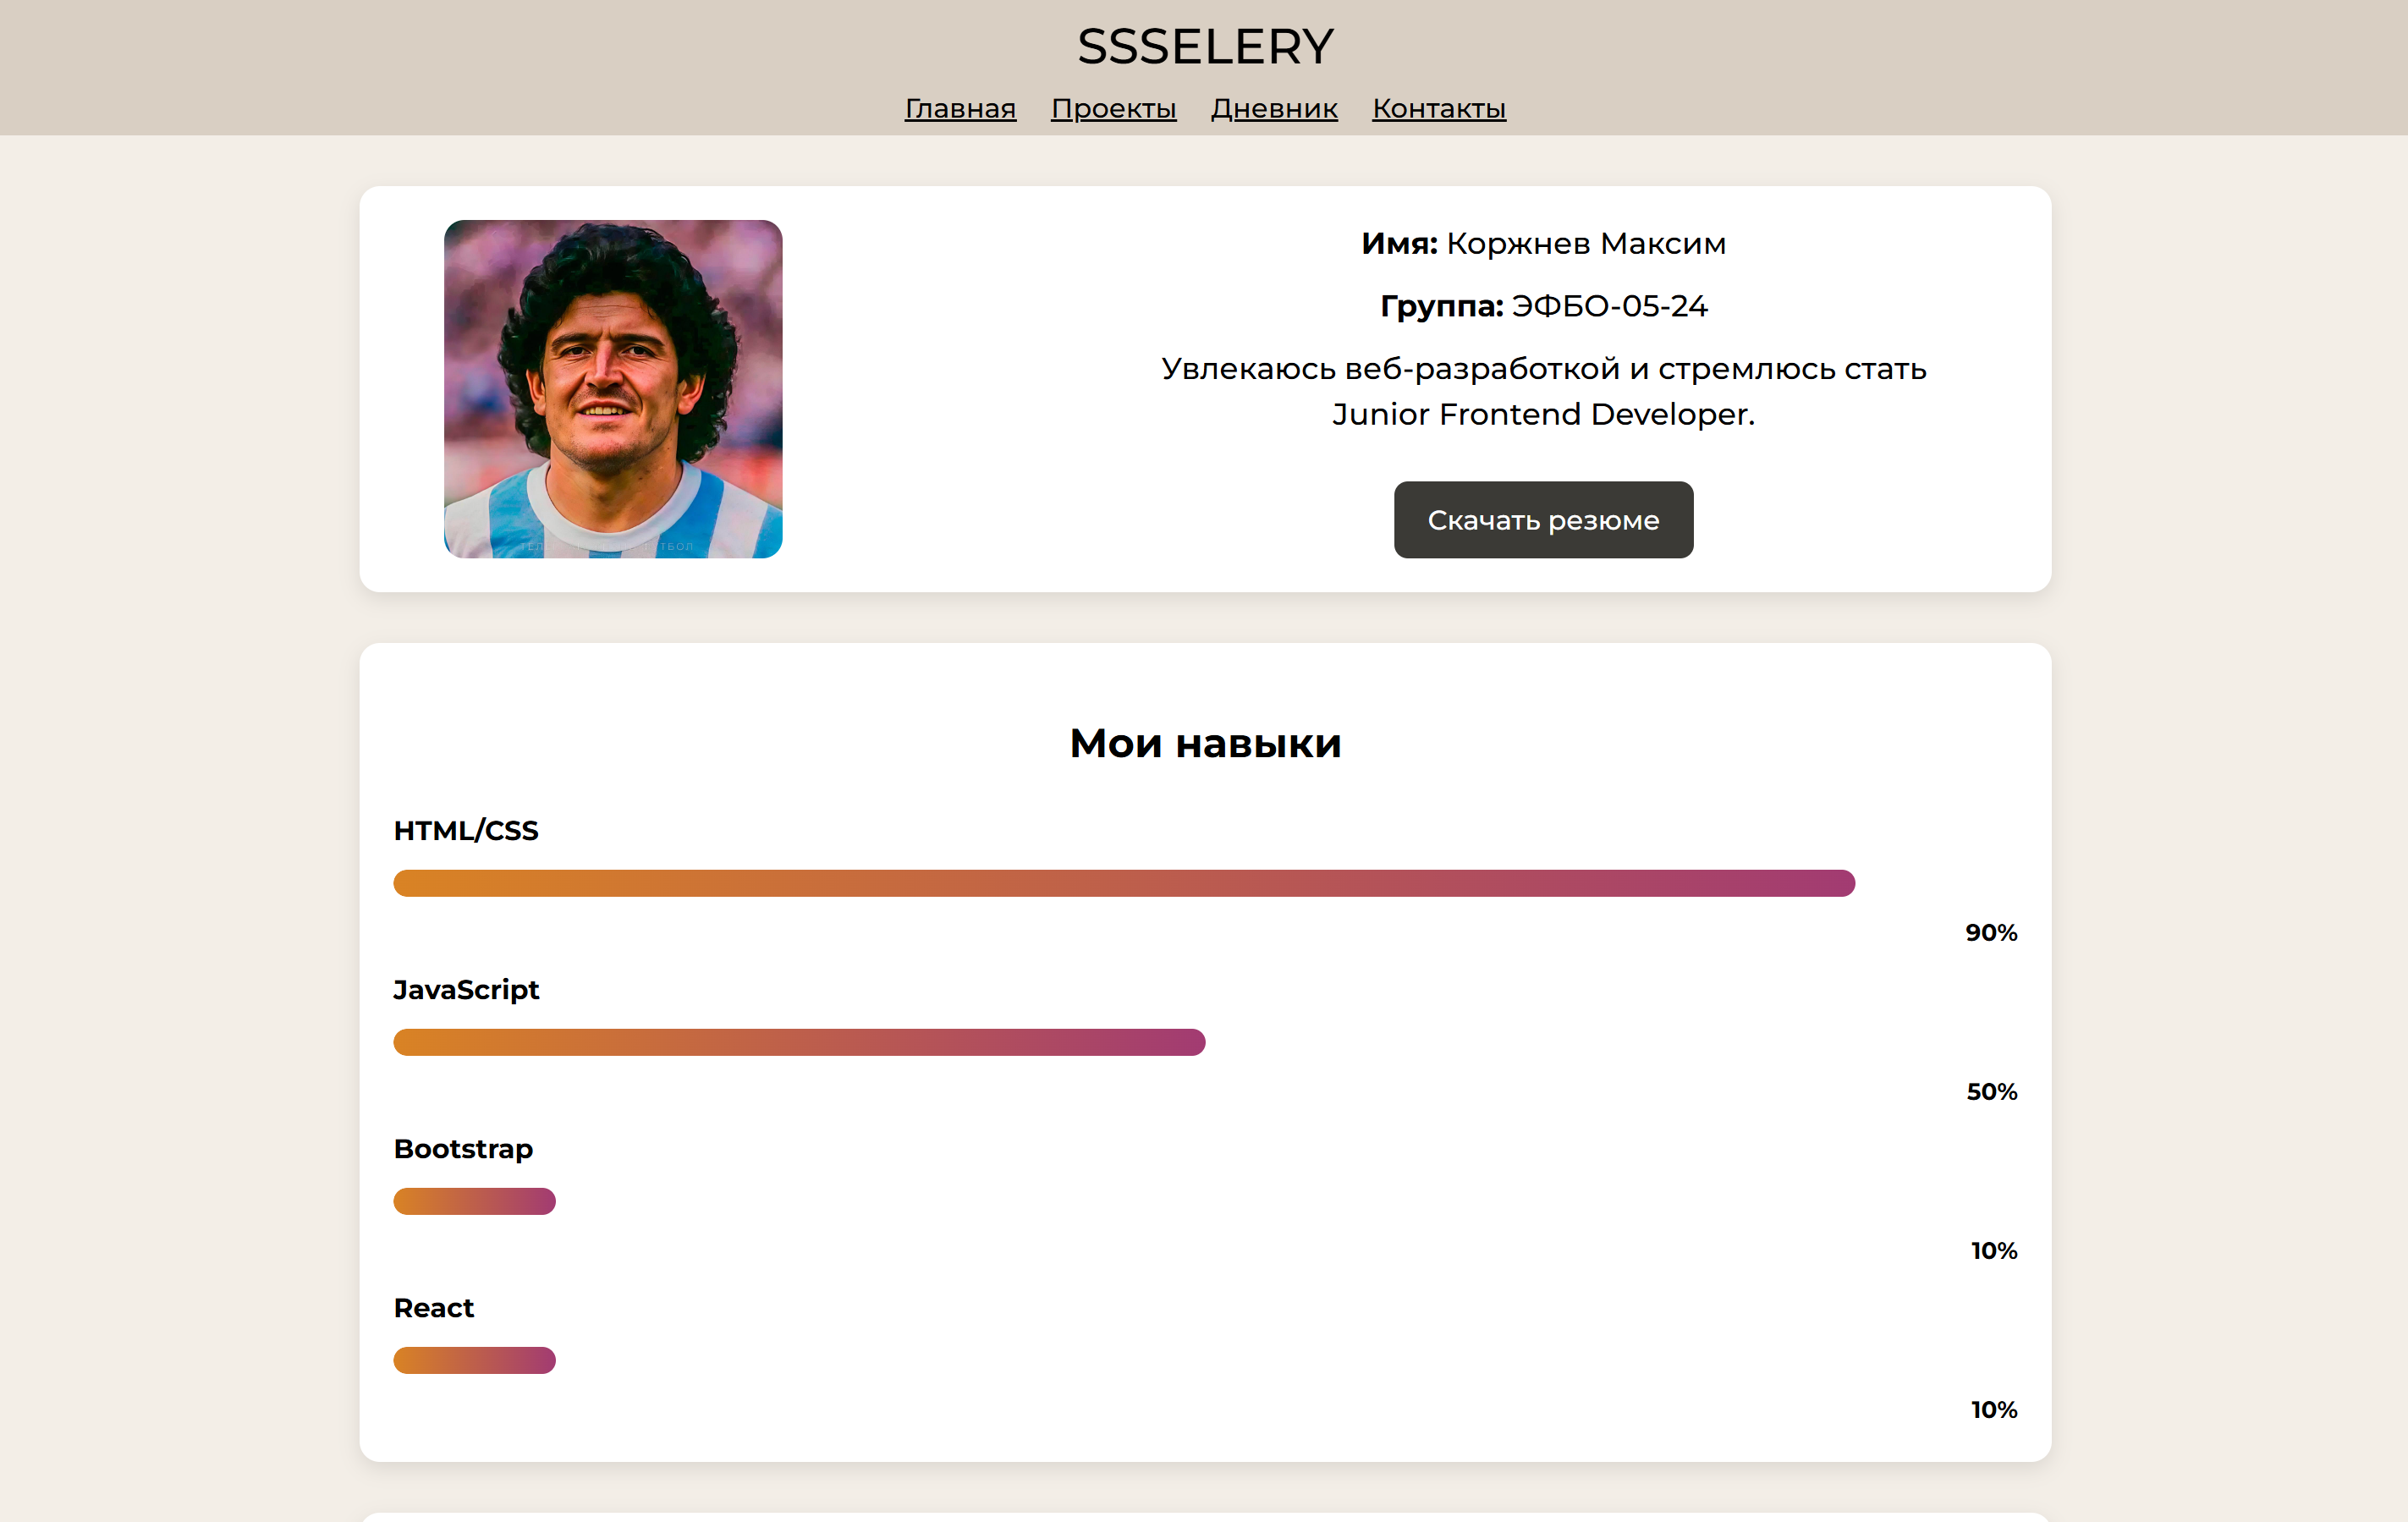 SSSELERY
Главная Проекты Дневник Контакты
Имя: Коржнев Максим
Группа: ЭФБО-05-24
Увлекаюсь веб-разработкой и стремлюсь стать
Junior Frontend Developer.
Скачать резюме
Мои навыки
HTML/CSS
90%
JavaScript
50%
Bootstrap
10%
React
10%